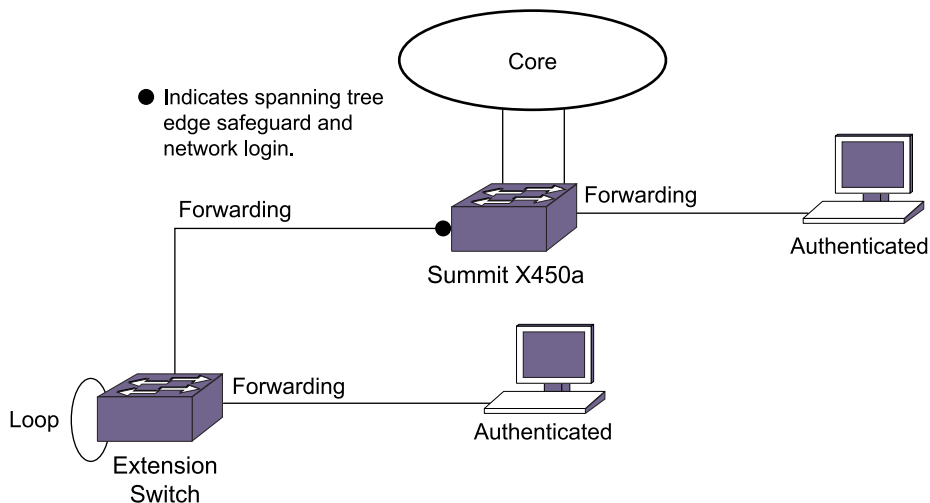 Core
Indicates spanning tree
edge safeguard and
network login.
Forwarding
Forwarding
Authenticated
Summit X450a
Forwarding
Loop
Authenticated
Extension
Switch